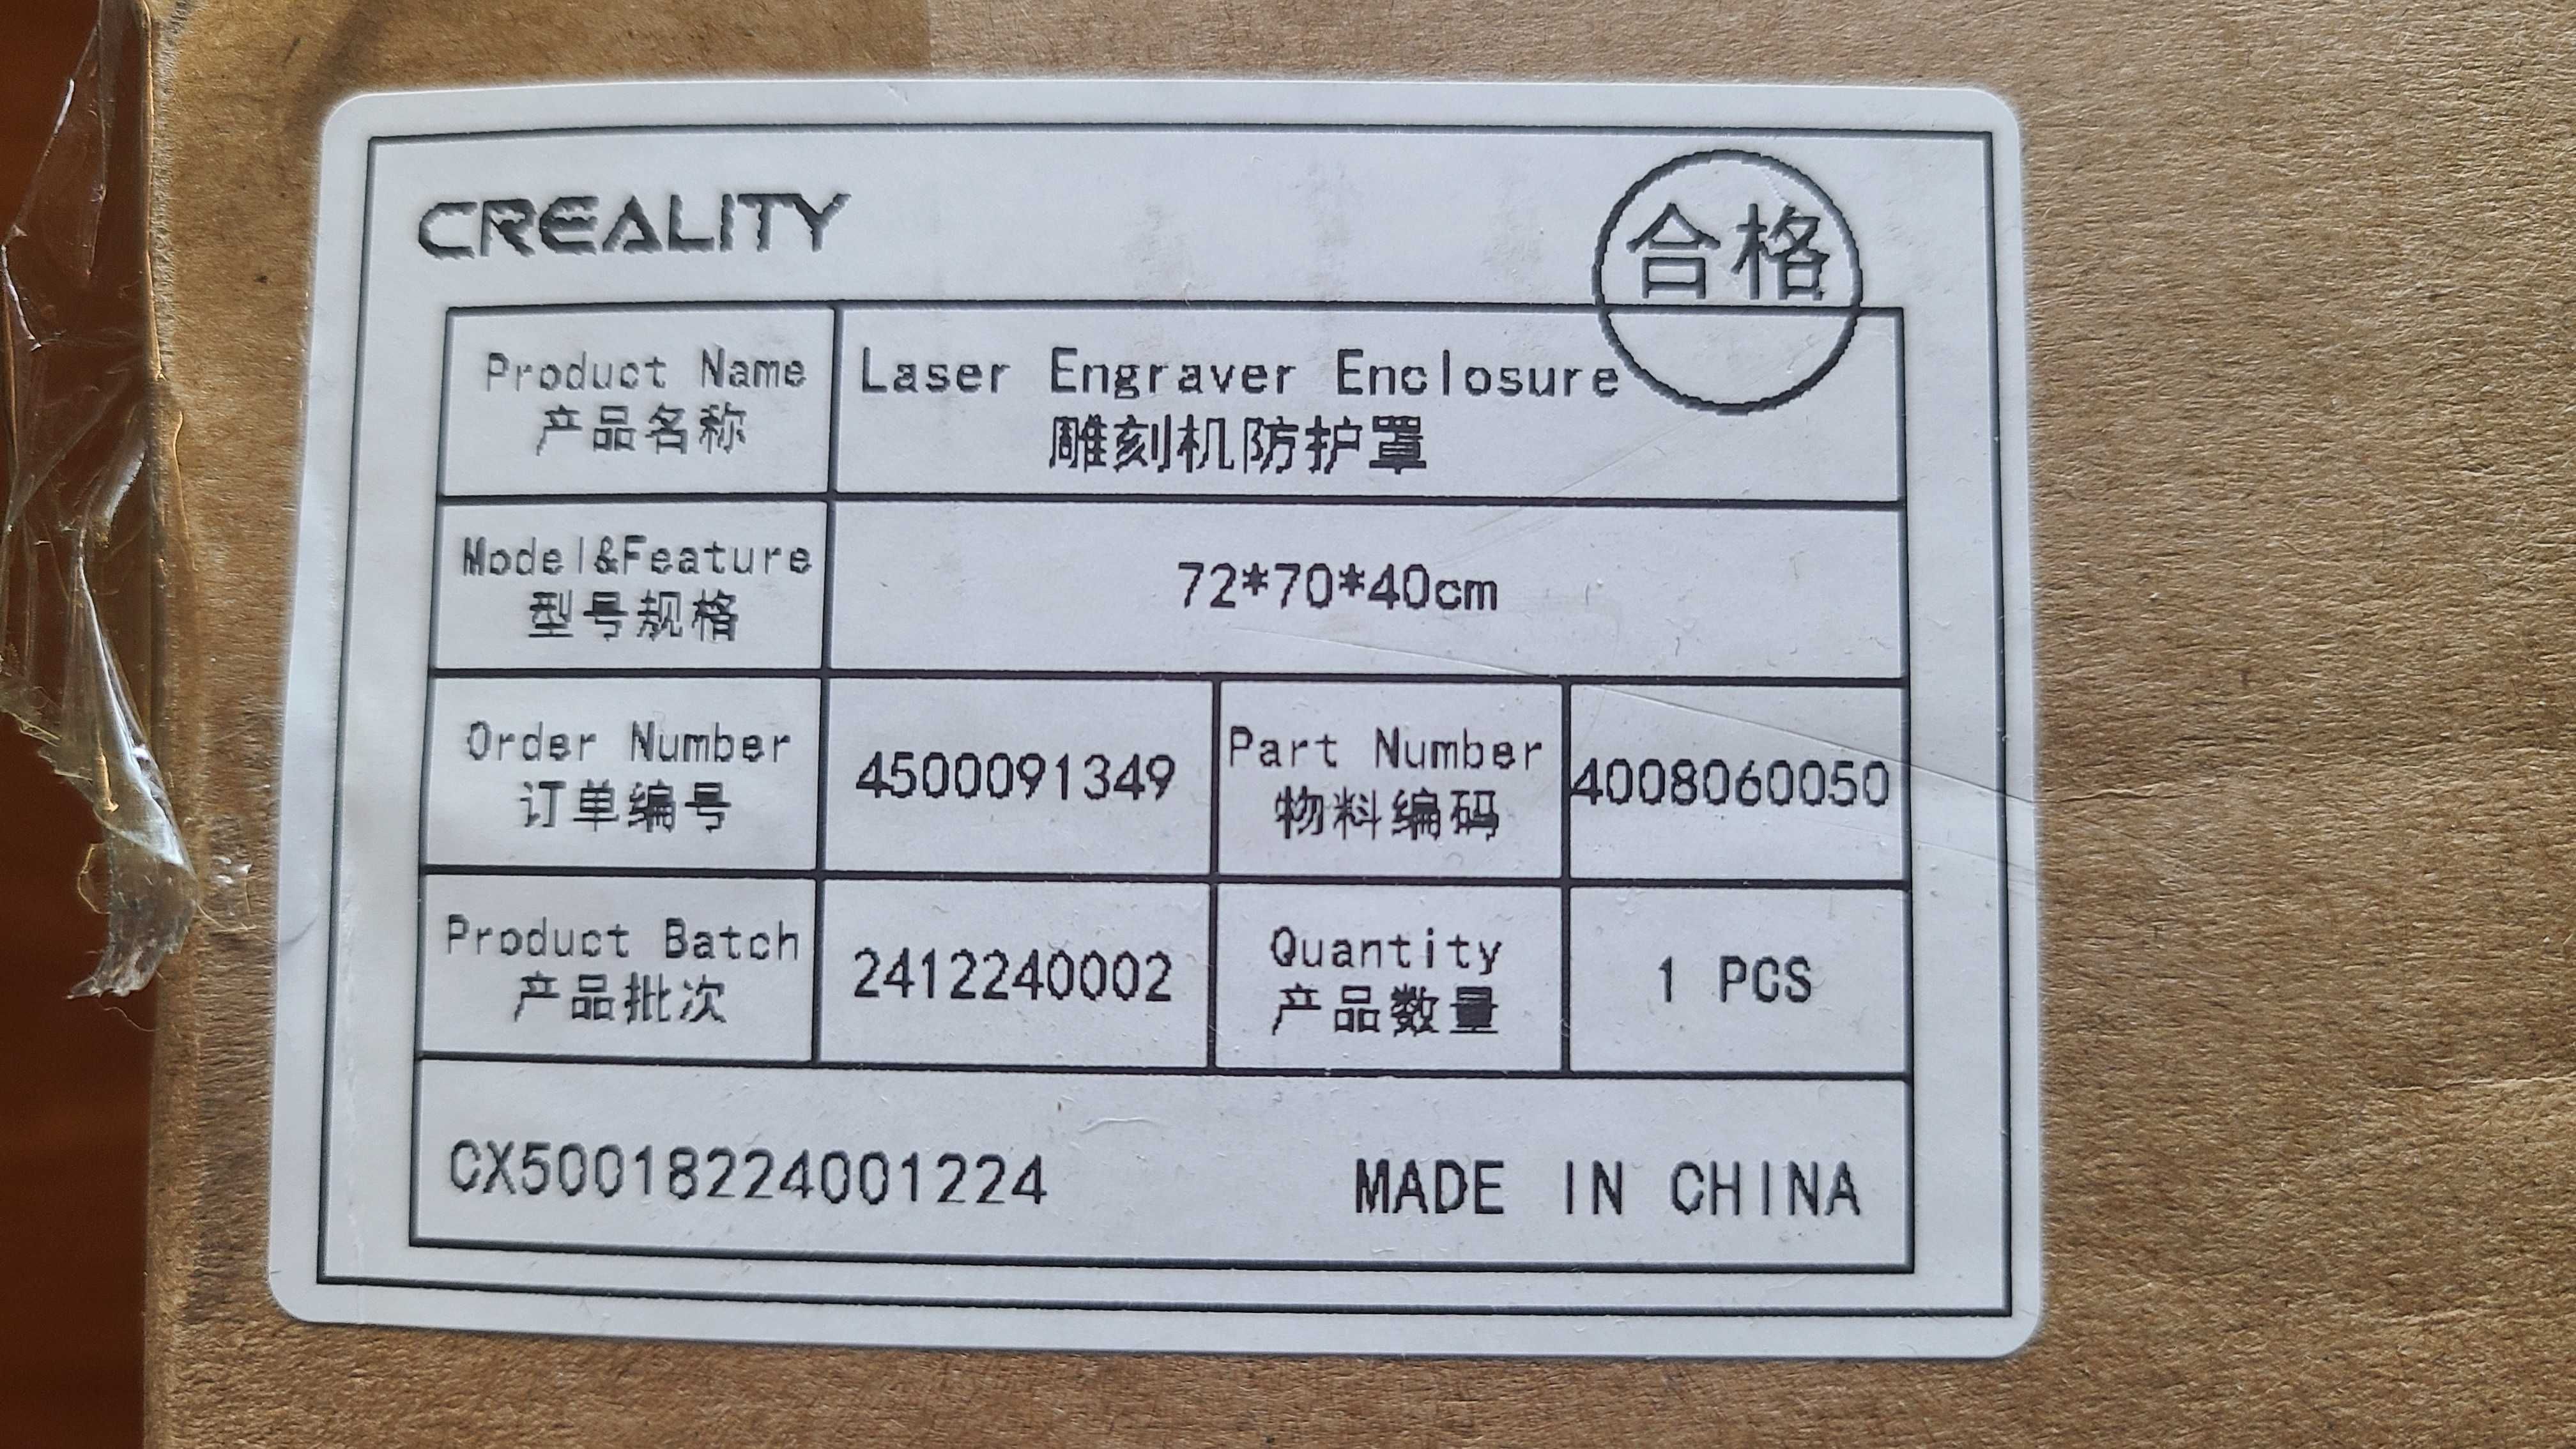 CREALITY
合格
Product Name
产品名称
Laser Engraver Enclosure
雕刻机防护罩
Model&Feature
型号规格
72*70*40cm
Order Number
订单编号
4500091349
Part Number
物料编码
4008060050
Product Batch
产品批次
2412240002
Quantity
产品数量
1 PCS
CX50018224001224
MADE IN CHINA